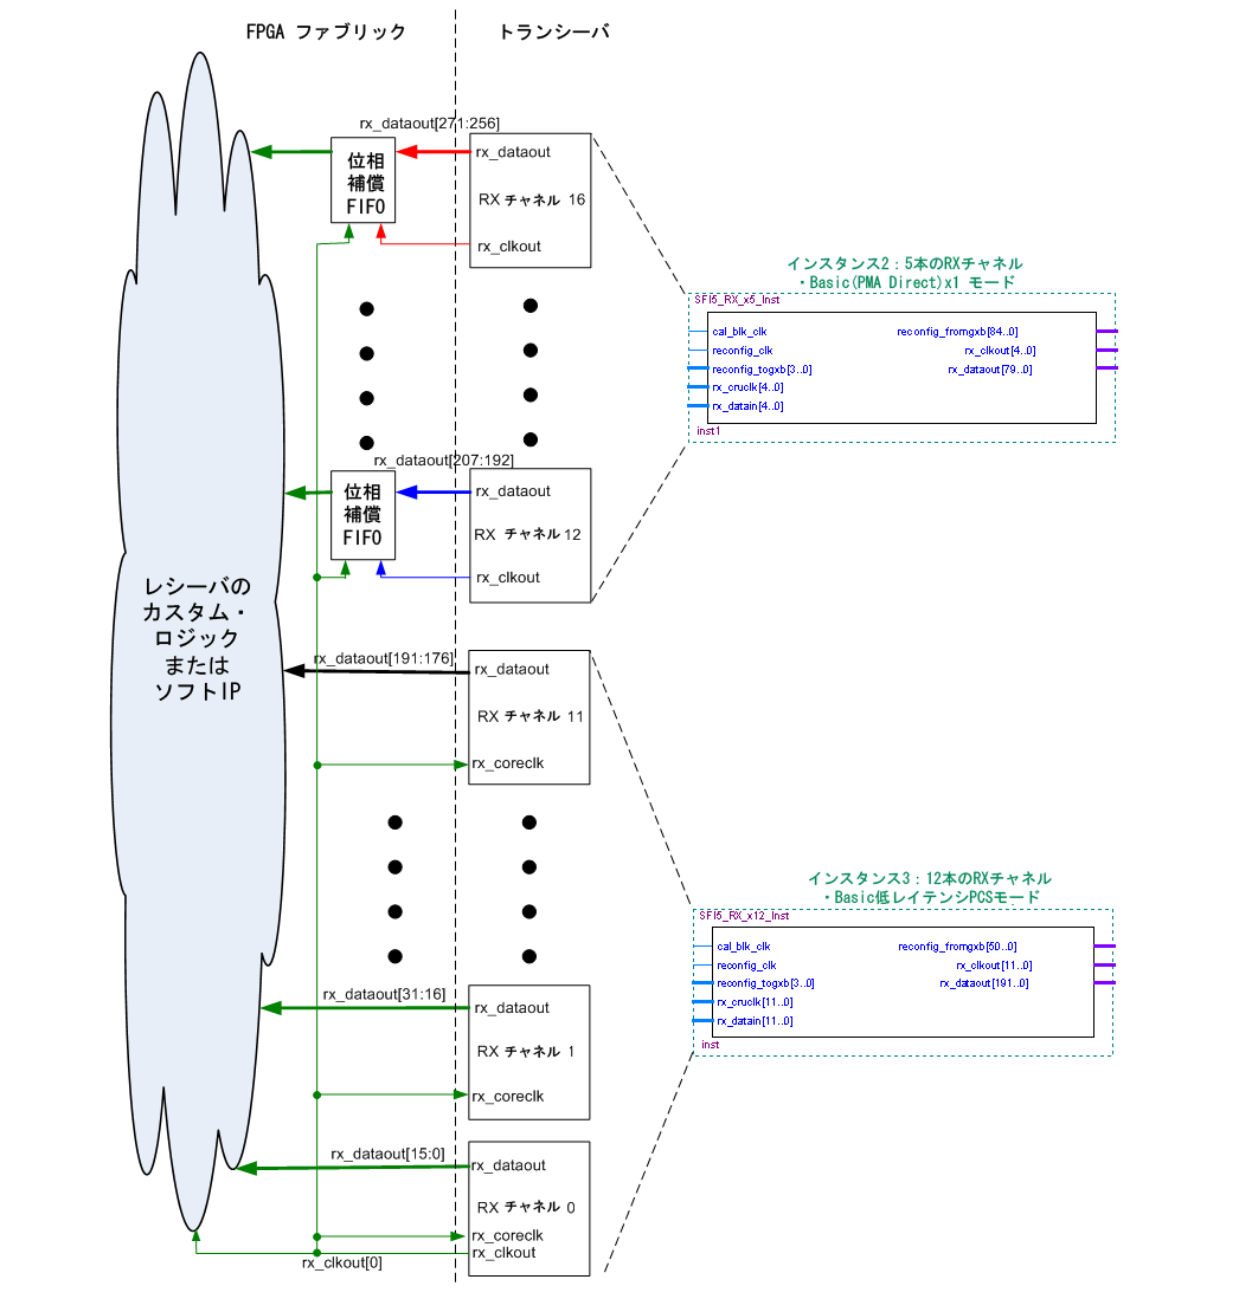 FPGA ファブリック
トランシーバ
rx_dataout[271:256]
位相
補償
FIFO
rx_dataout
RX チャネル 16
rx_clkout
インスタンス2：5本のRXチャネル
・Basic(PMA Direct)x1 モード
SFI5_RX_x5_Inst
cal_blk_clk
reconfig_clk
reconfig_togxb[3..0]
rx_cruclk[4..0]
rx_datain[4..0]
reconfig_fromgxb[84..0]
rx_clkout[4..0]
rx_dataout[79..0]
inst1
rx_dataout[207:192]
位相
補償
FIFO
rx_dataout
RX チャネル 12
rx_clkout
レシーバの
カスタム・
ロジック
または
ソフトIP
rx_dataout[191:176]
rx_dataout
RX チャネル 11
rx_coreclk
インスタンス3：12本のRXチャネル
・Basic低レイテンシPCSモード
SFI5_RX_x12_Inst
cal_blk_clk
reconfig_clk
reconfig_togxb[3..0]
rx_cruclk[11..0]
rx_datain[11..0]
reconfig_fromgxb[50..0]
rx_clkout[11..0]
rx_dataout[191..0]
inst
rx_dataout[31:16]
rx_dataout
RX チャネル 1
rx_coreclk
rx_dataout[15:0]
rx_dataout
RX チャネル 0
rx_coreclk
rx_clkout
rx_clkout[0]